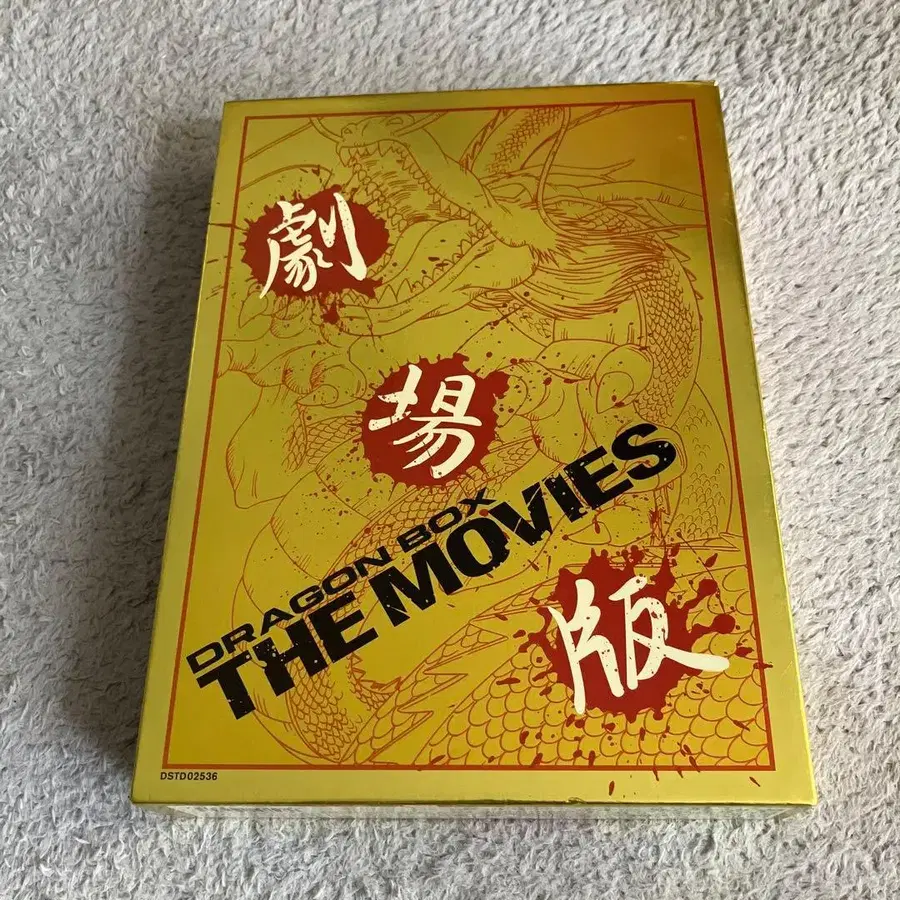 劇
場
版
DRAGON BOX
THE MOVIES
DSTD02536